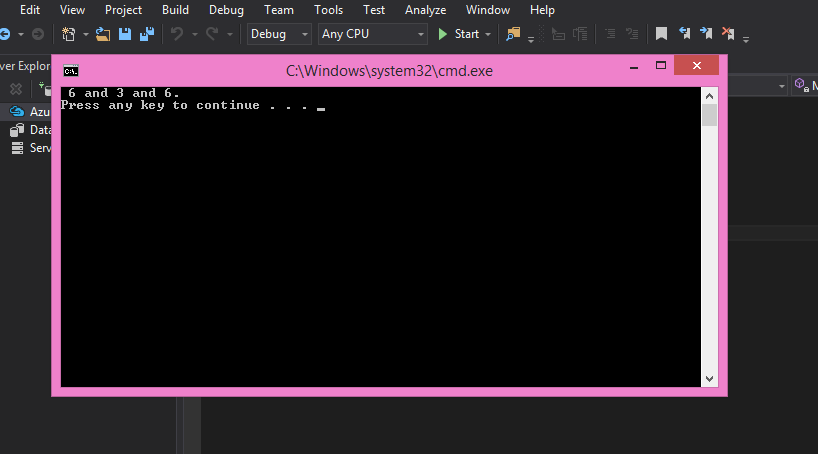 Edit View Project Build Debug Team Tools Test Analyze Window Help
Debug Any CPU Start
ver Explor
C:\Windows\system32\cmd.exe
C:\.
6 and 3 and 6.
Press any key to continue . . . _
Azu
Data
Serv